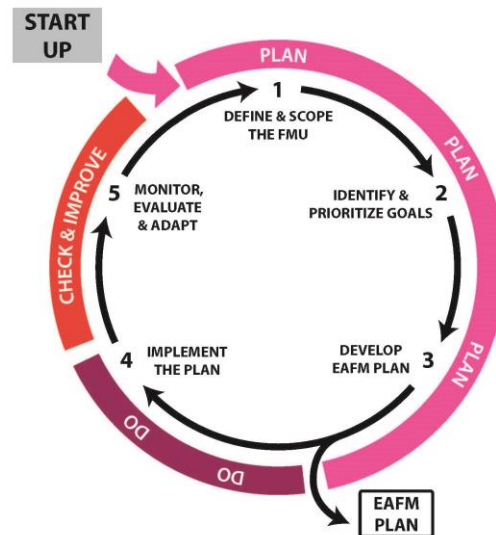 START
UP
PLAN
1
DEFINE & SCOPE
THE FMU
PLAN
2
IDENTIFY &
PRIORITIZE GOALS
5
MONITOR,
EVALUATE
& ADAPT
CHECK & IMPROVE
4
IMPLEMENT
THE PLAN
DEVELOP
EAFM PLAN
3
PLAN
DO
DO
EAFM
PLAN